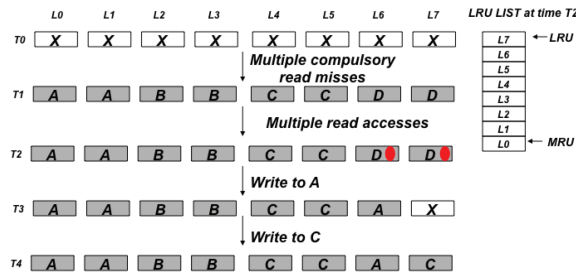 L0 L1 L2 L3 L4 L5 L6 L7 LRU LIST at time T2
T0 X X X X X X X X
L7 LRU
L6
L5
L4
L3
L2
L1
L0 MRU
Multiple compulsory
read misses
T1 A A B B C C D D
Multiple read accesses
T2 A A B B C C D D
Write to A
T3 A A B B C C A X
Write to C
T4 A A B B C C A C